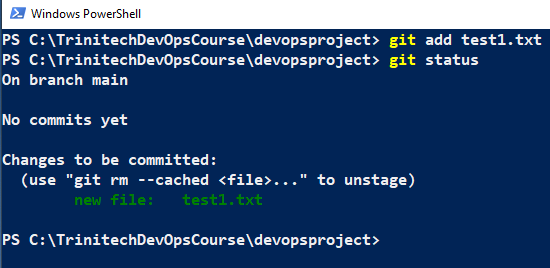 Windows PowerShell
PS C:\TrinitechDevOpsCourse\devopsproject> git add test1.txt
PS C:\TrinitechDevOpsCourse\devopsproject> git status
On branch main
No commits yet
Changes to be committed:
  (use "git rm --cached <file>..." to unstage)
        new file:   test1.txt
PS C:\TrinitechDevOpsCourse\devopsproject>